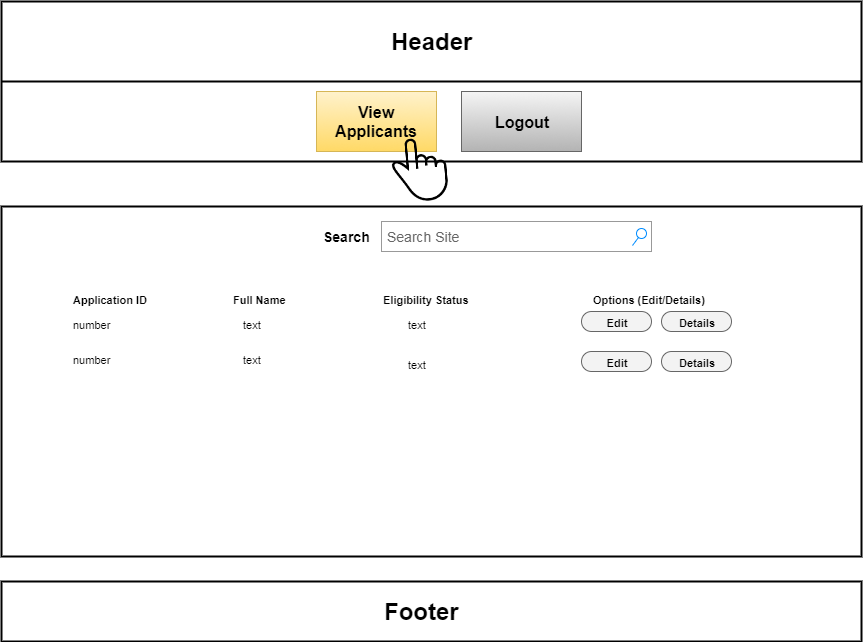 Header
View
Applicants
Logout
Search Search Site
Application ID Full Name Eligibility Status Options (Edit/Details)
number text text Edit Details
number text text Edit Details
Footer